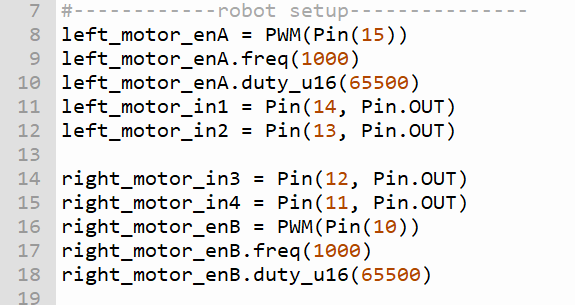 7 #------------robot setup---------------
8 left_motor_enA = PWM(Pin(15))
9 left_motor_enA.freq(1000)
10 left_motor_enA.duty_u16(65500)
11 left_motor_in1 = Pin(14, Pin.OUT)
12 left_motor_in2 = Pin(13, Pin.OUT)
13
14 right_motor_in3 = Pin(12, Pin.OUT)
15 right_motor_in4 = Pin(11, Pin.OUT)
16 right_motor_enB = PWM(Pin(10))
17 right_motor_enB.freq(1000)
18 right_motor_enB.duty_u16(65500)
19